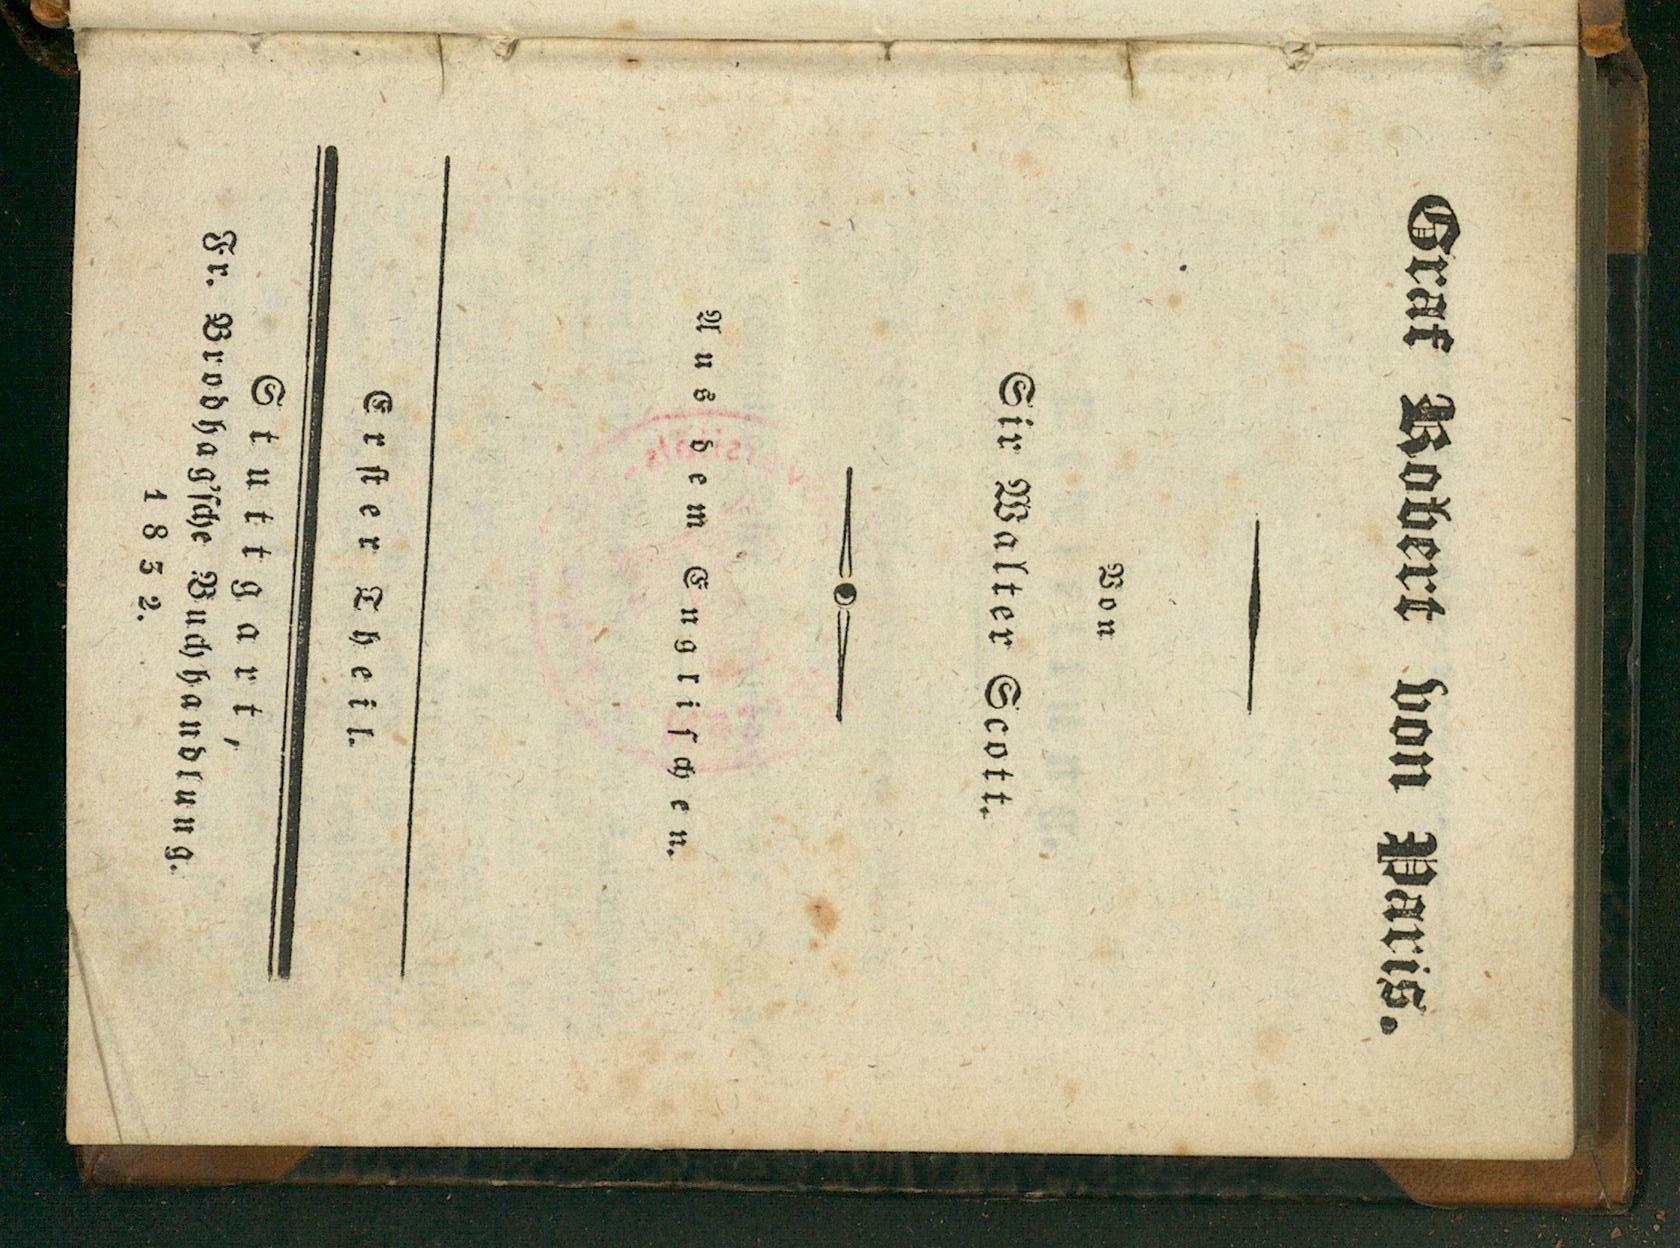 Graf Robert von Paris.
Von
Sir Walter Scott.
Aus dem Englischen.
Erster Theil.
Stuttgart,
Fr. Brodhag'sche Buchhandlung.
1832.